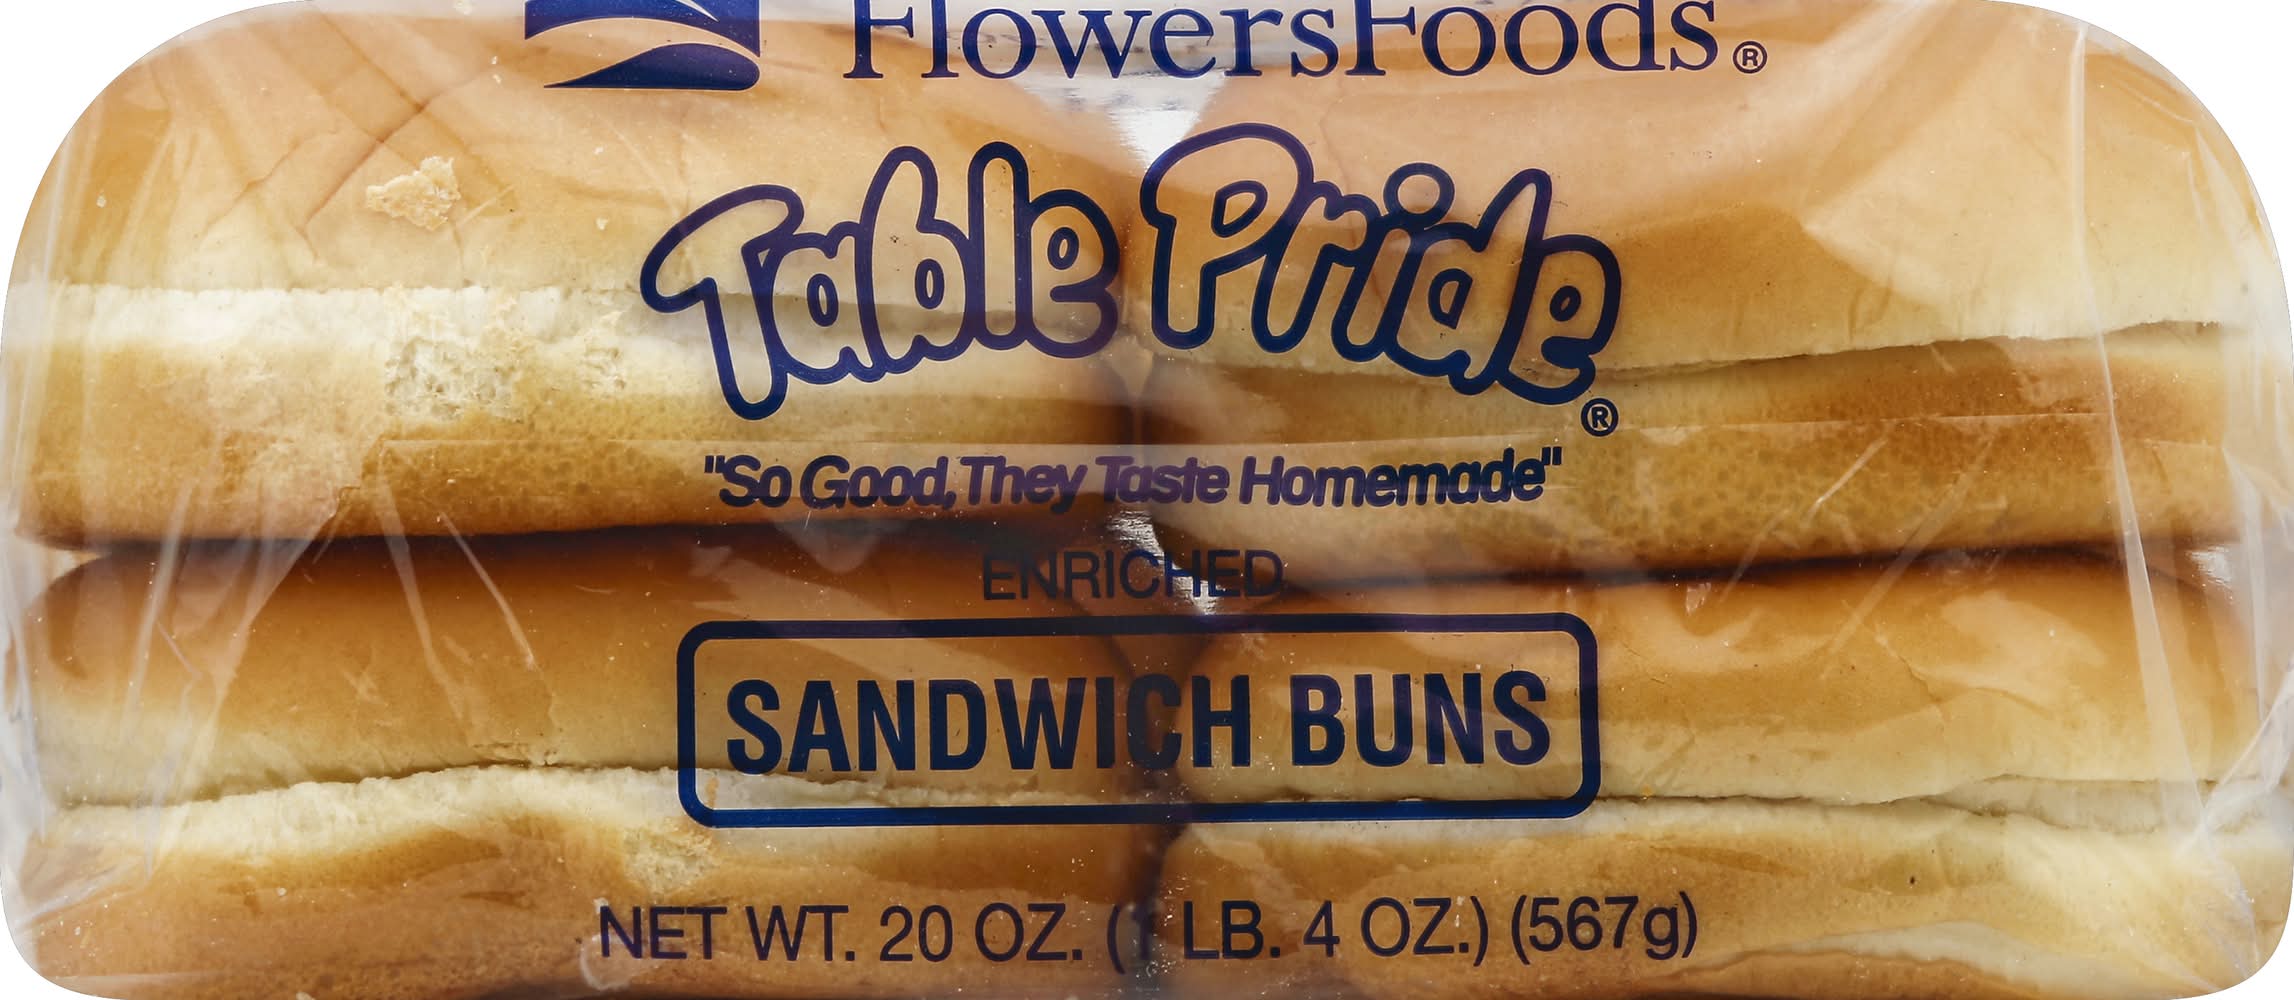 FlowersFoods®
Table Pride®
"So Good, They Taste Homemade"
ENRICHED
SANDWICH BUNS
NET WT. 20 OZ. (1 LB. 4 OZ.) (567g)